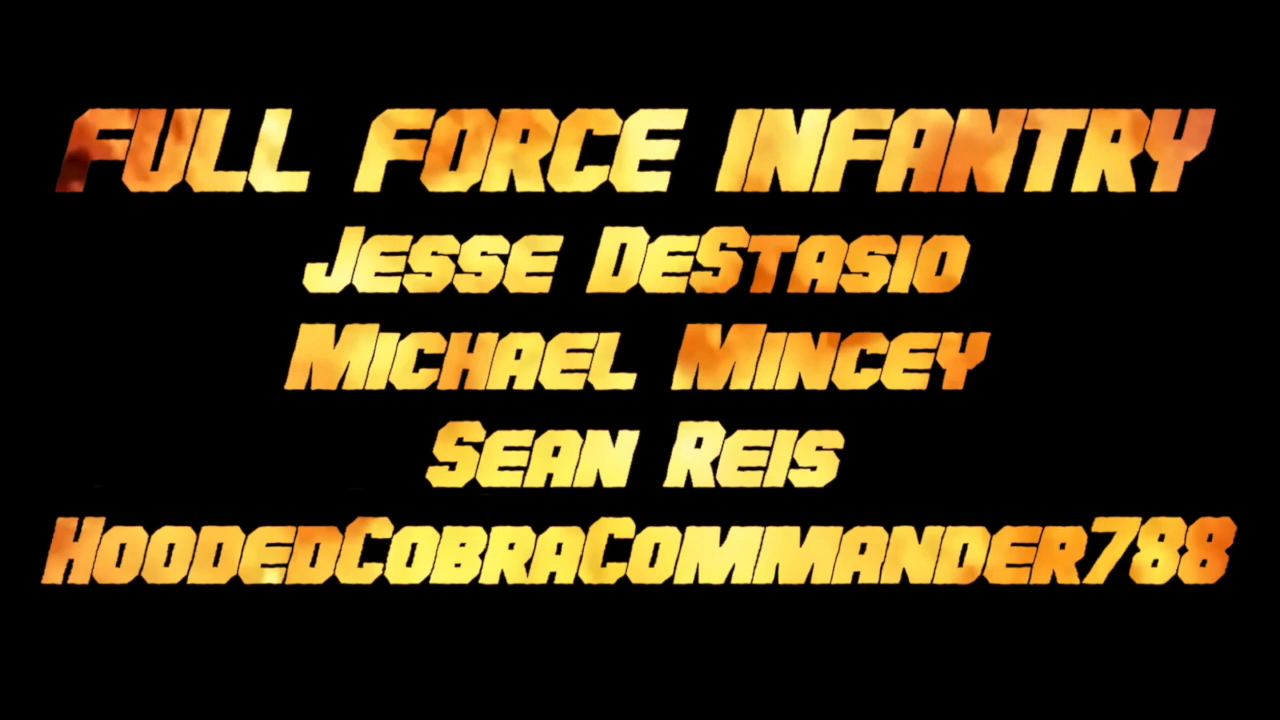 FULL FORCE INFANTRY
JESSE DESTASIO
MICHAEL MINCEY
SEAN REIS
HOODEDCOBRACOMMANDER788